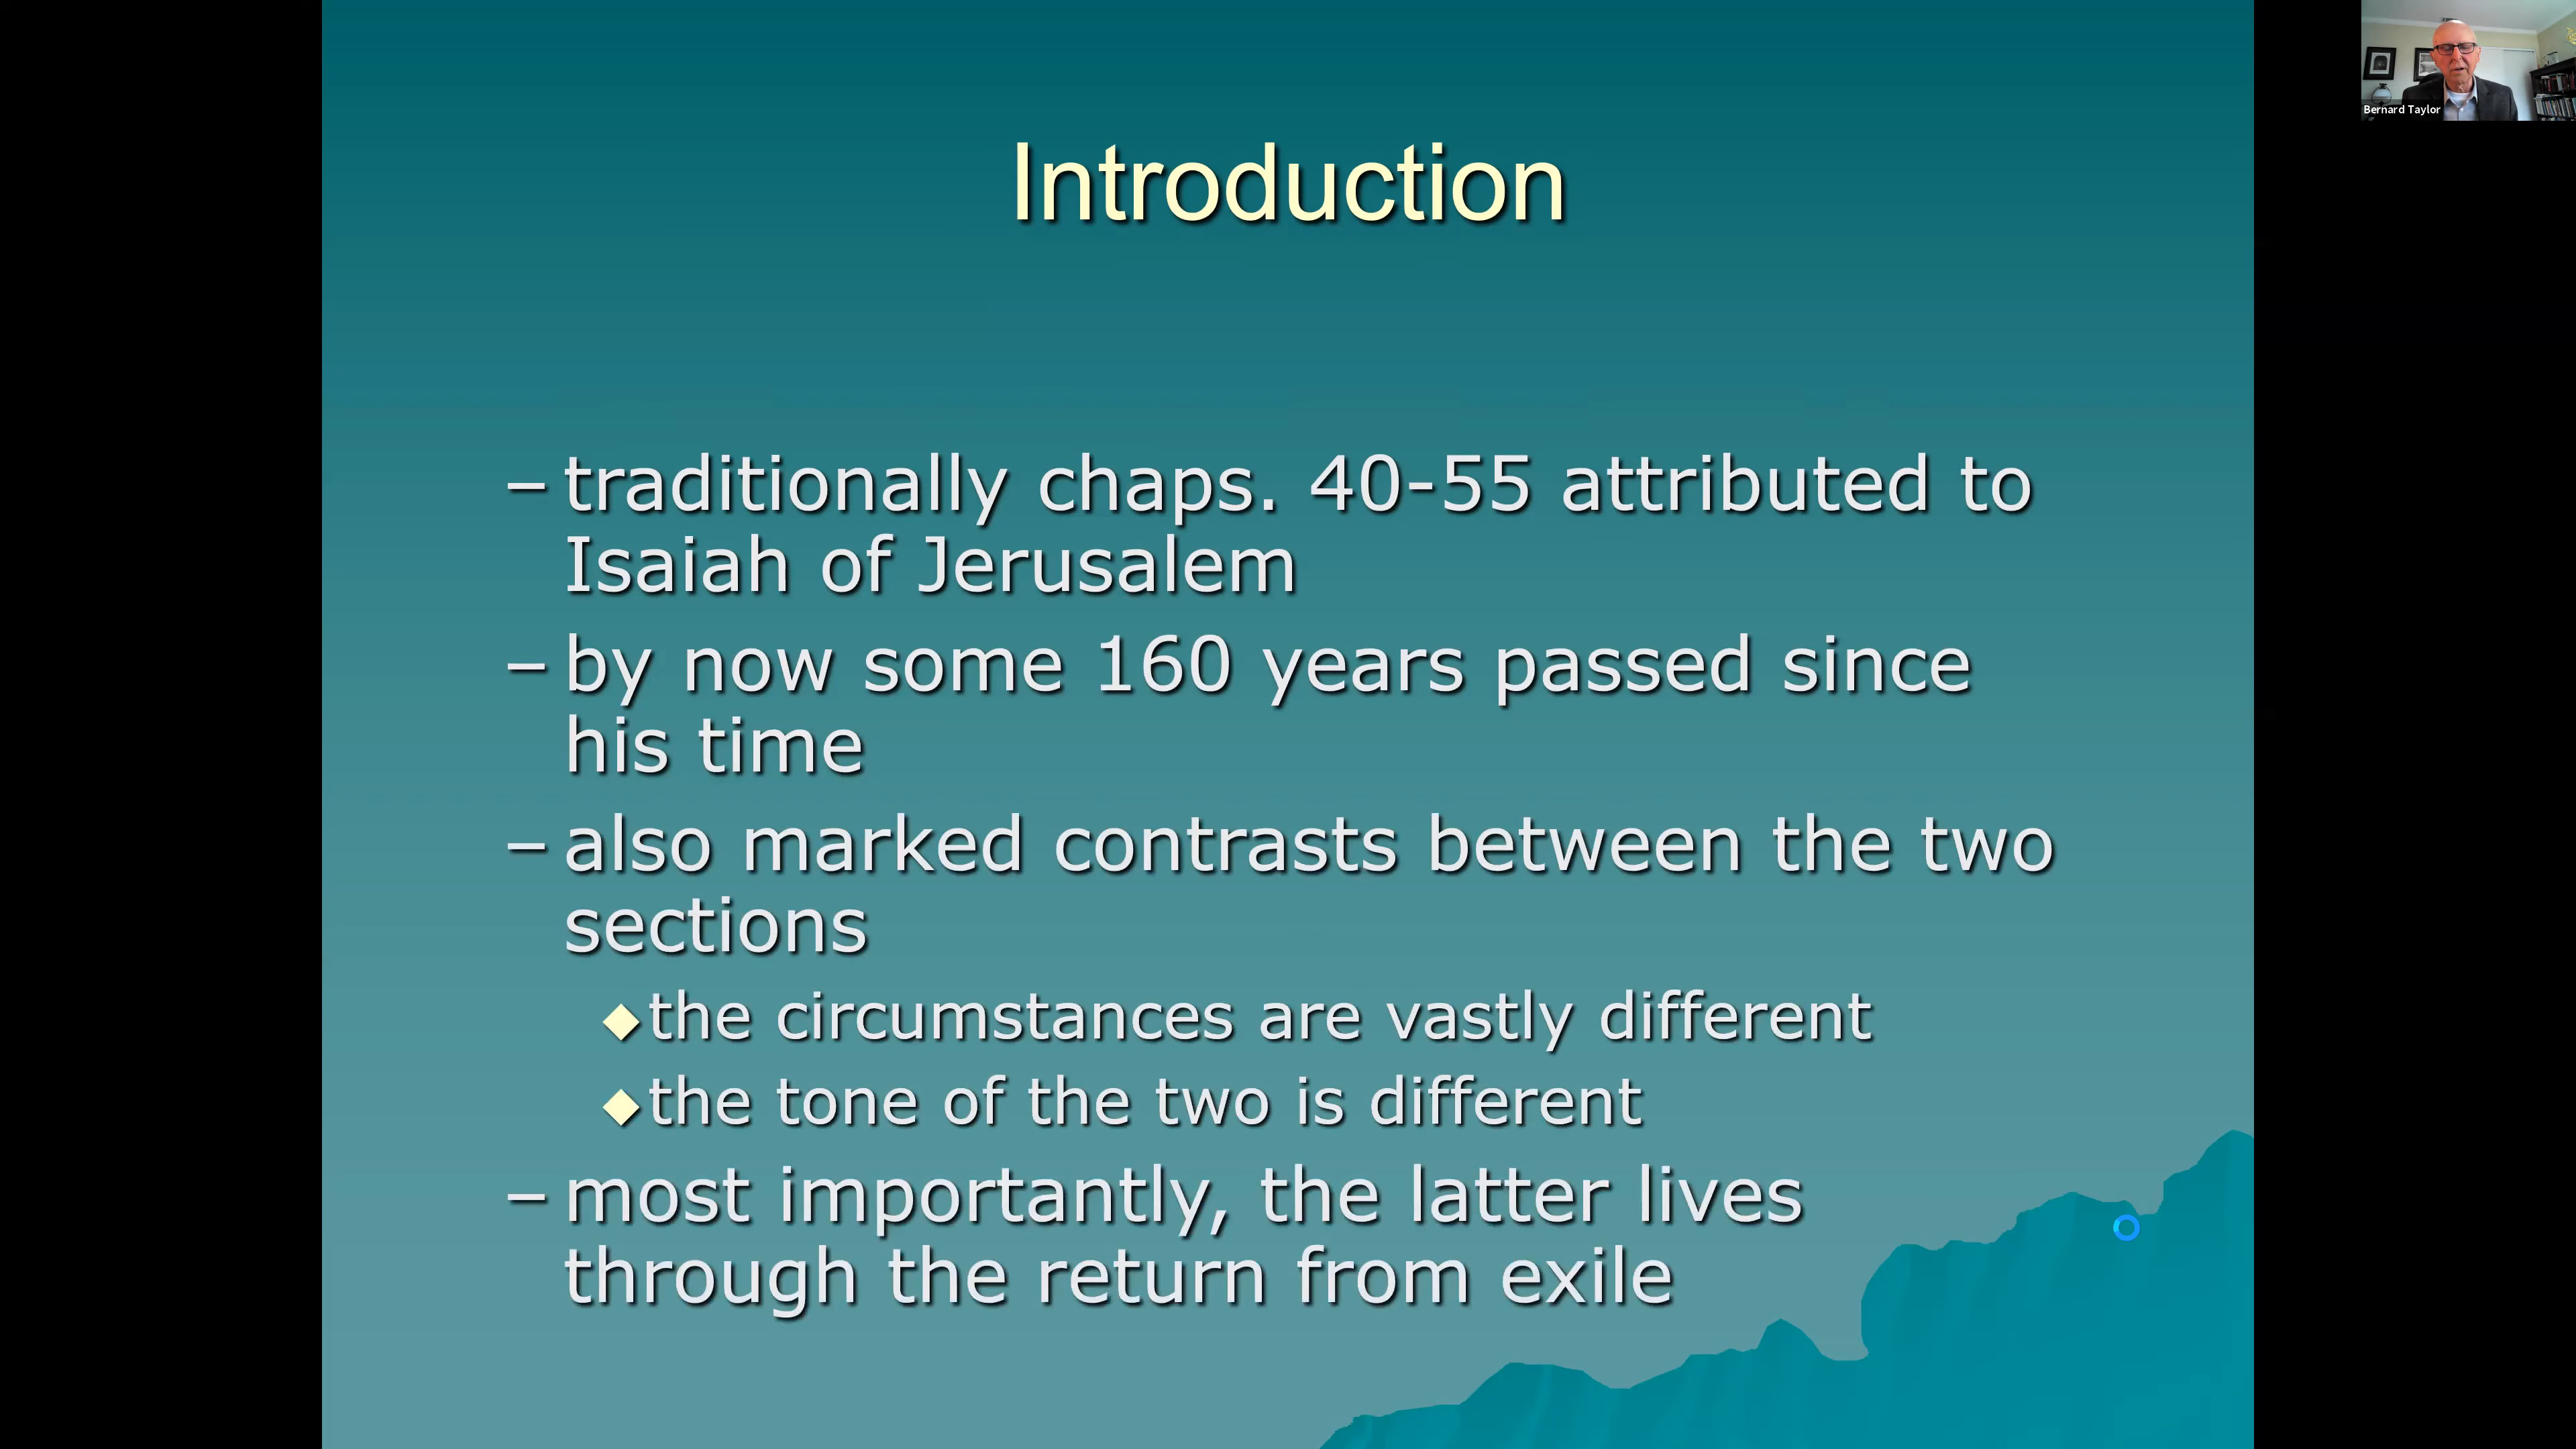 Introduction
– traditionally chaps. 40-55 attributed to
Isaiah of Jerusalem
– by now some 160 years passed since
his time
– also marked contrasts between the two
sections
◆ the circumstances are vastly different
◆ the tone of the two is different
– most importantly, the latter lives
through the return from exile
Bernard Taylor